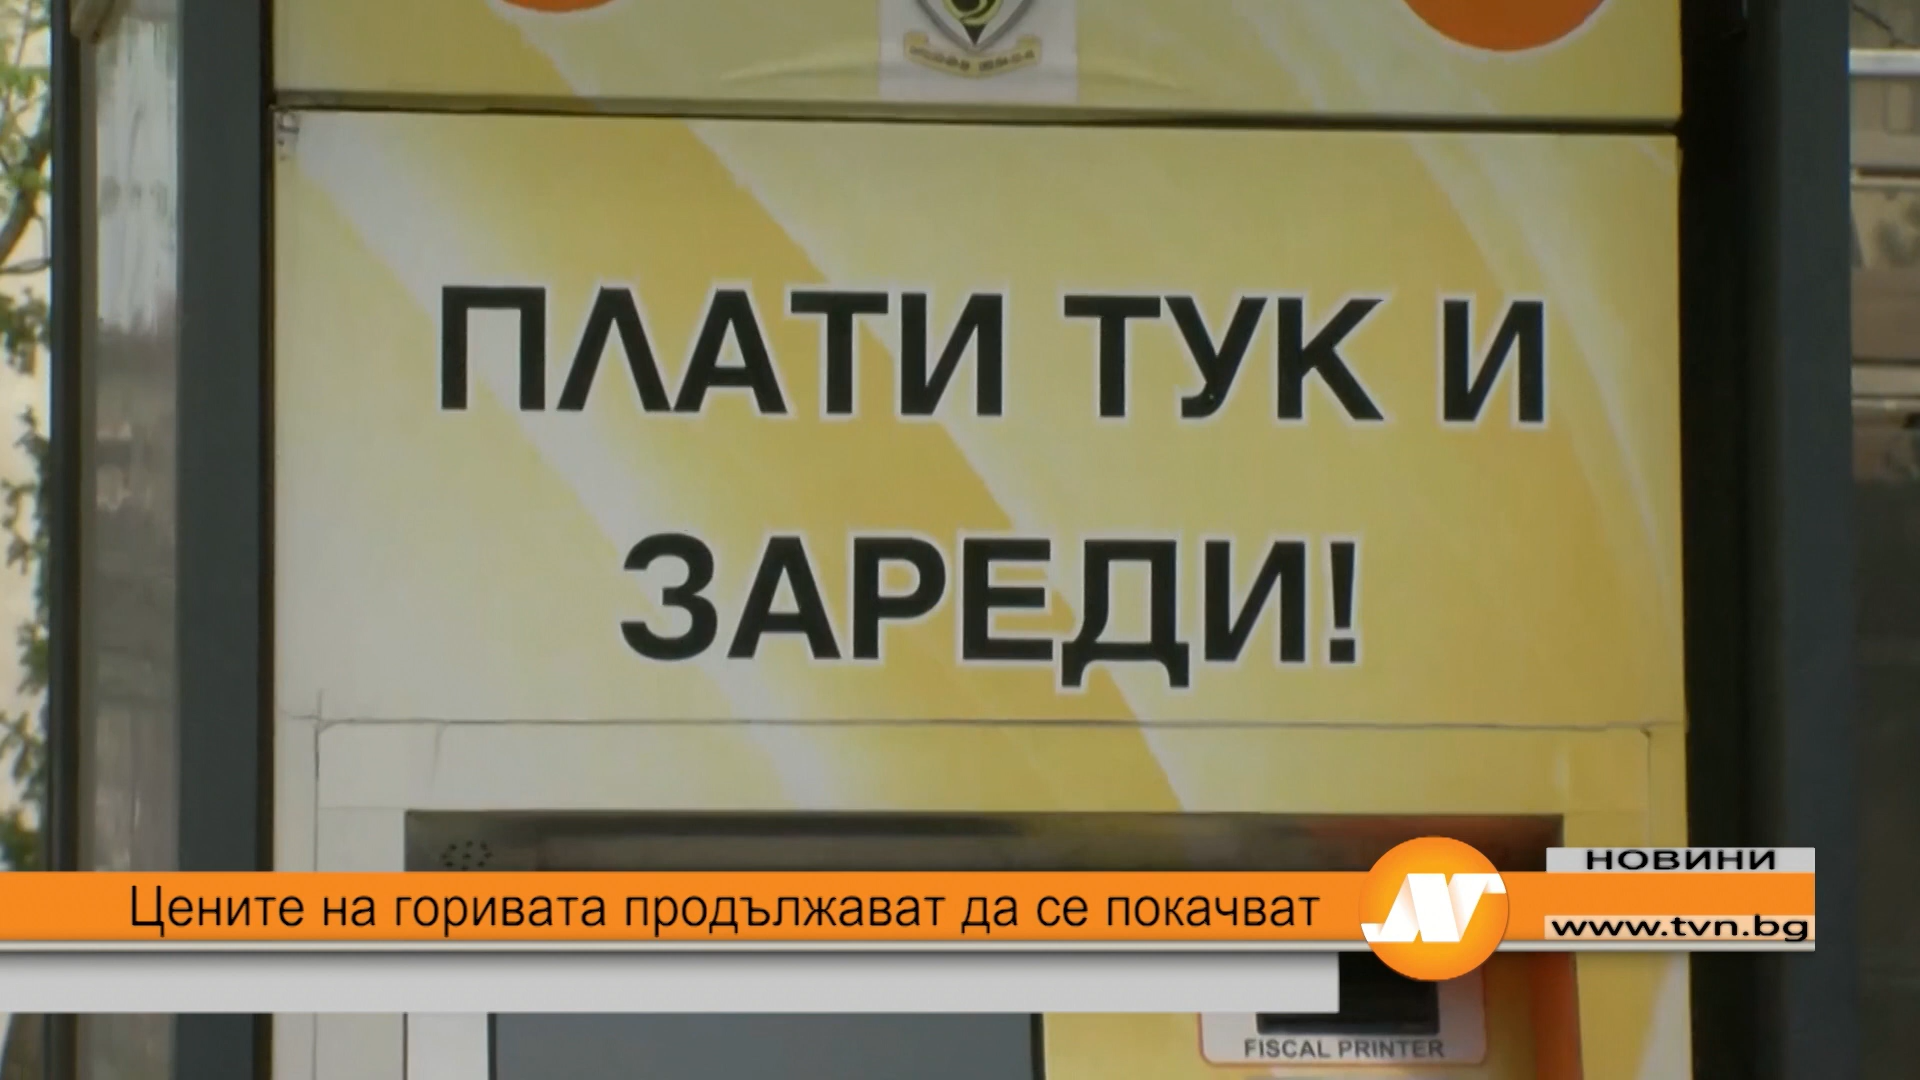 ПЛАТИ ТУК И
ЗАРЕДИ!
НОВИНИ
Цените на горивата продължават да се покачват
www.tvn.bg
FISCAL PRINTER